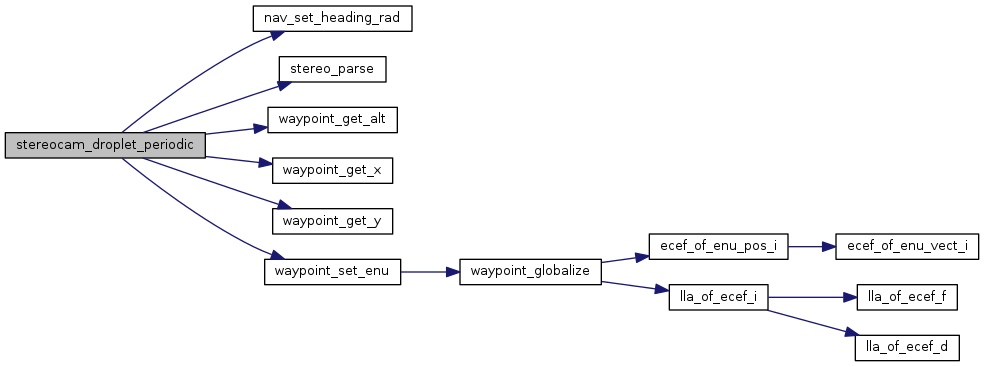 nav_set_heading_rad
stereo_parse
waypoint_get_alt
stereocam_droplet_periodic
waypoint_get_x
waypoint_get_y
waypoint_set_enu
waypoint_globalize
ecef_of_enu_pos_i
ecef_of_enu_vect_i
lla_of_ecef_i
lla_of_ecef_f
lla_of_ecef_d